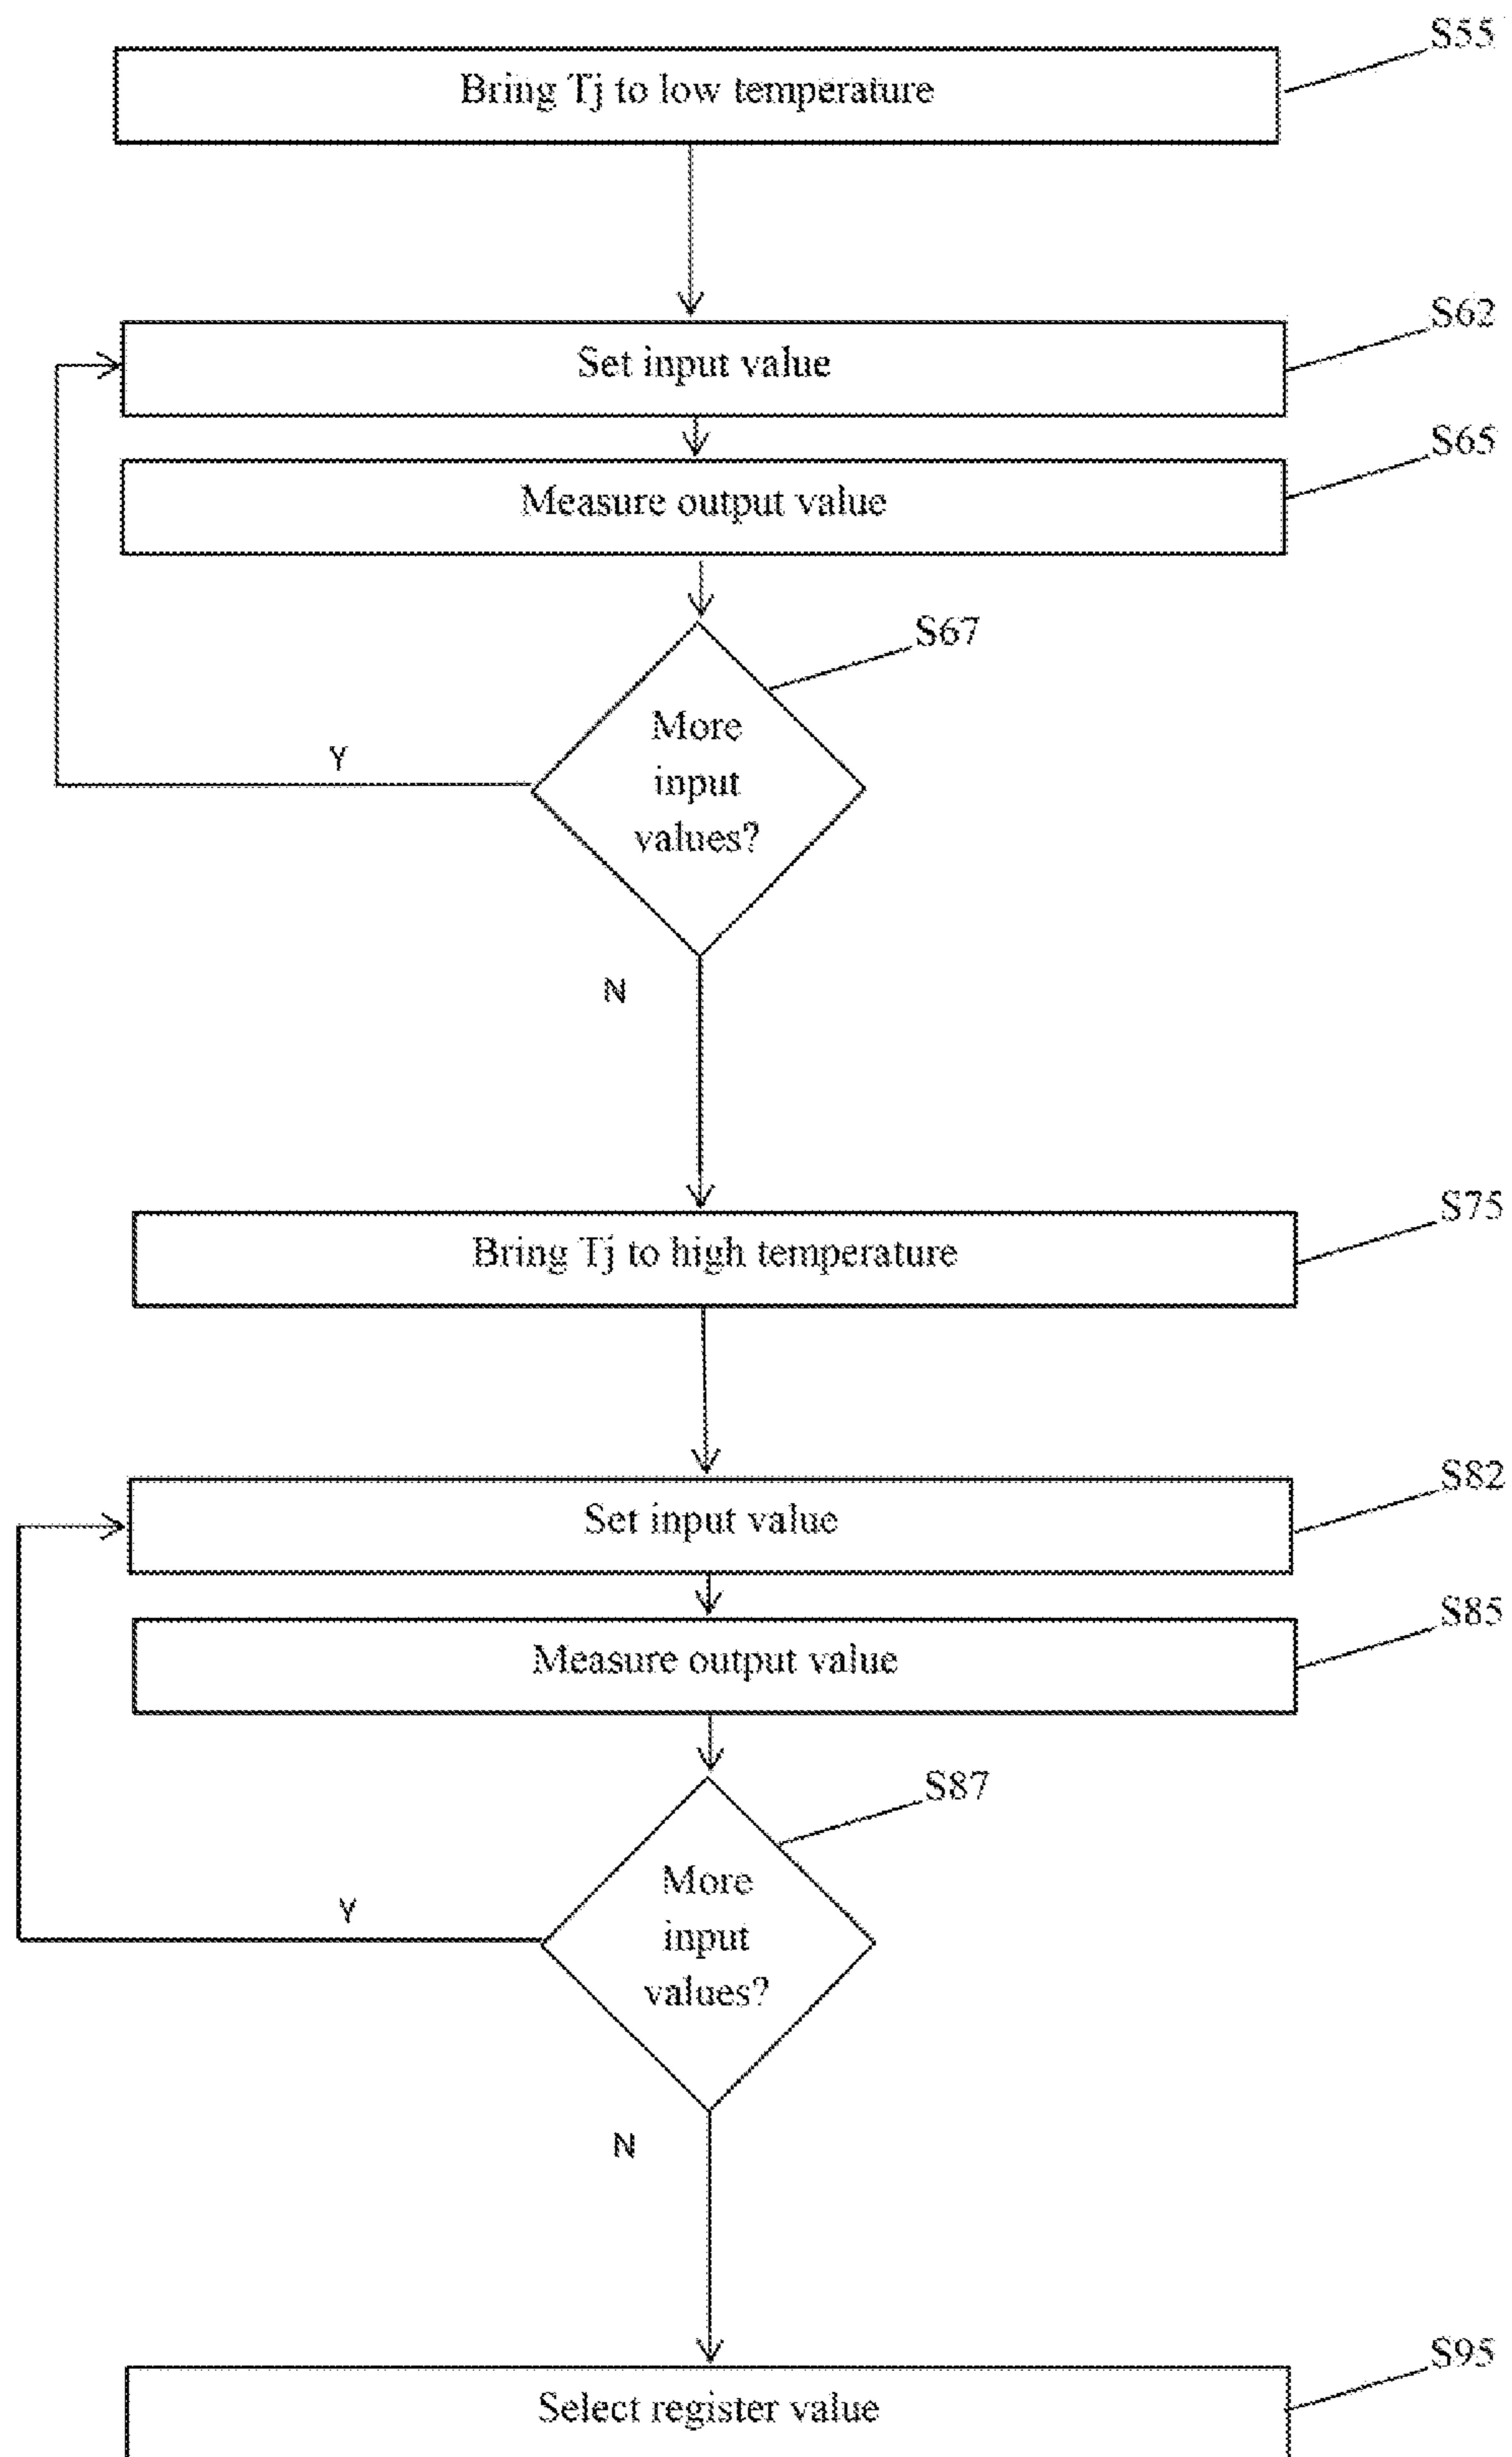 S55
Bring Tj to low temperature
S62
Set input value
S65
Measure output value
S67
More
input
values?
Y
N
S75
Bring Tj to high temperature
S82
Set input value
S85
Measure output value
S87
More
input
values?
Y
N
S95
Select register value